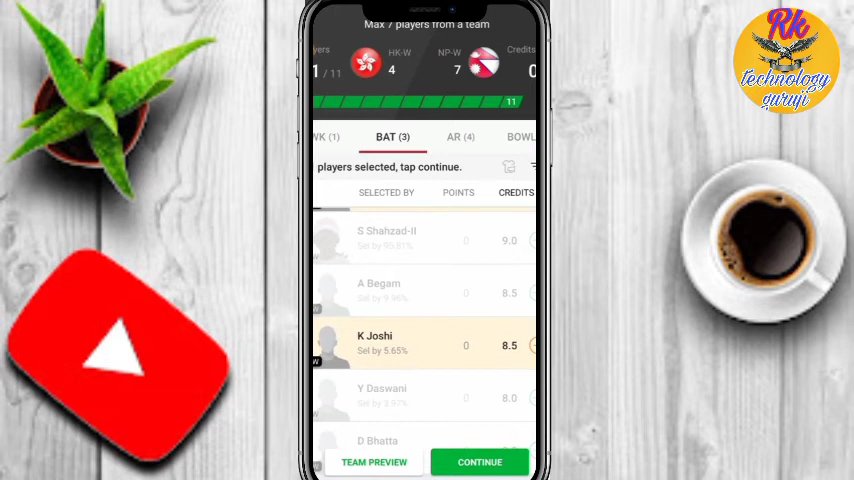 Max 7 players from a team
yers
HK-W
NP-W
Credits
1 / 11
4
7
0
11
WK (1)
BAT (3)
AR (4)
BOWL
players selected, tap continue.
SELECTED BY
POINTS
CREDITS
S Shahzad-II
Sel by 95.81%
0
9.0
A Begam
Sel by 9.96%
0
8.5
K Joshi
Sel by 5.65%
0
8.5
Y Daswani
Sel by 3.97%
0
8.0
D Bhatta
TEAM PREVIEW
CONTINUE
Rk
technology
guruji